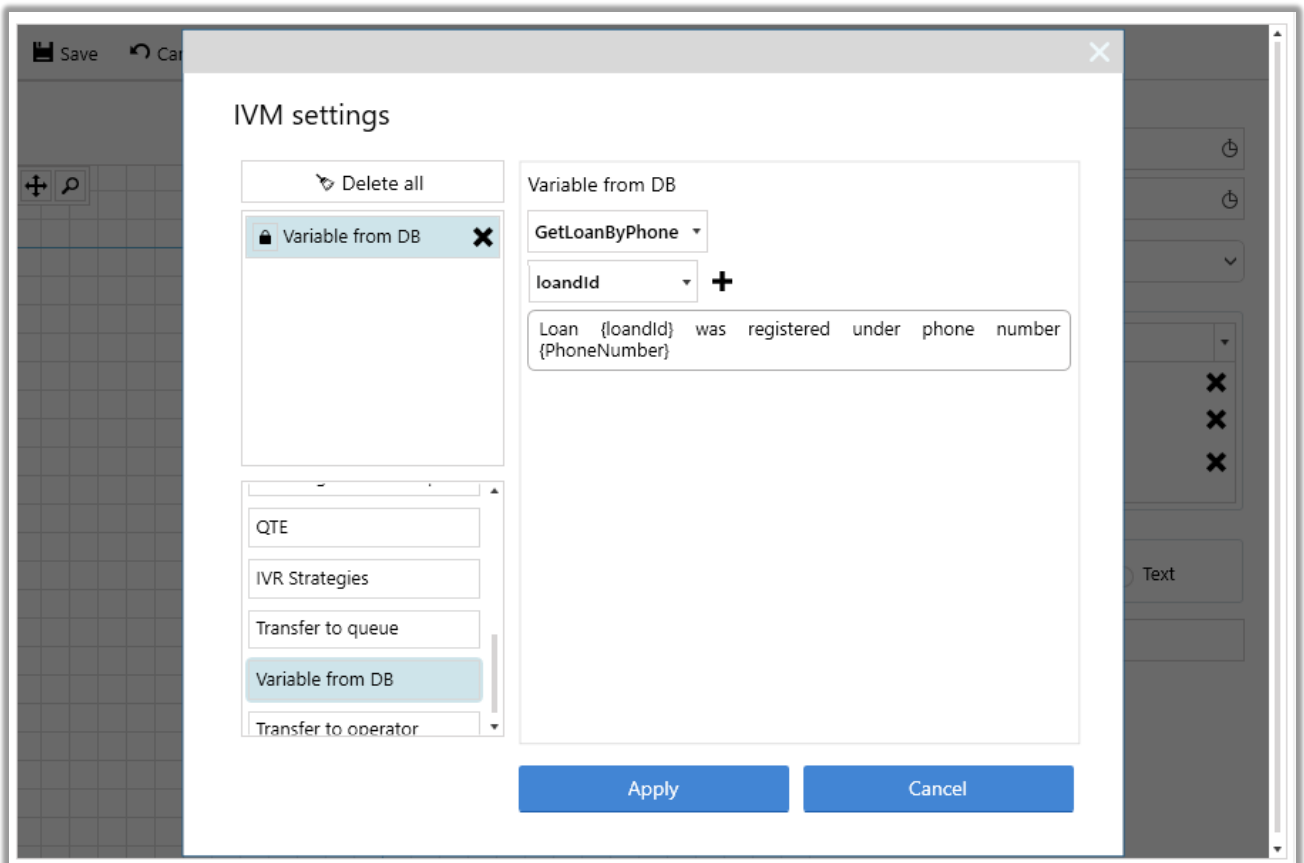 Save
IVM settings
Delete all
Variable from DB
QTE
IVR Strategies
Transfer to queue
Variable from DB
Transfer to operator
Variable from DB
GetLoanByPhone
loandId
Loan {loandId} was registered under phone number
{PhoneNumber}
Apply
Cancel
Text